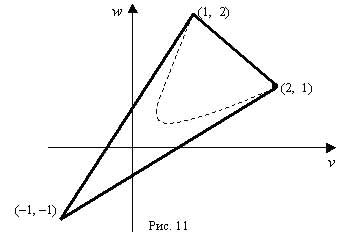 w
(1, 2)
(2, 1)
v
(–1, –1)
Рис. 11